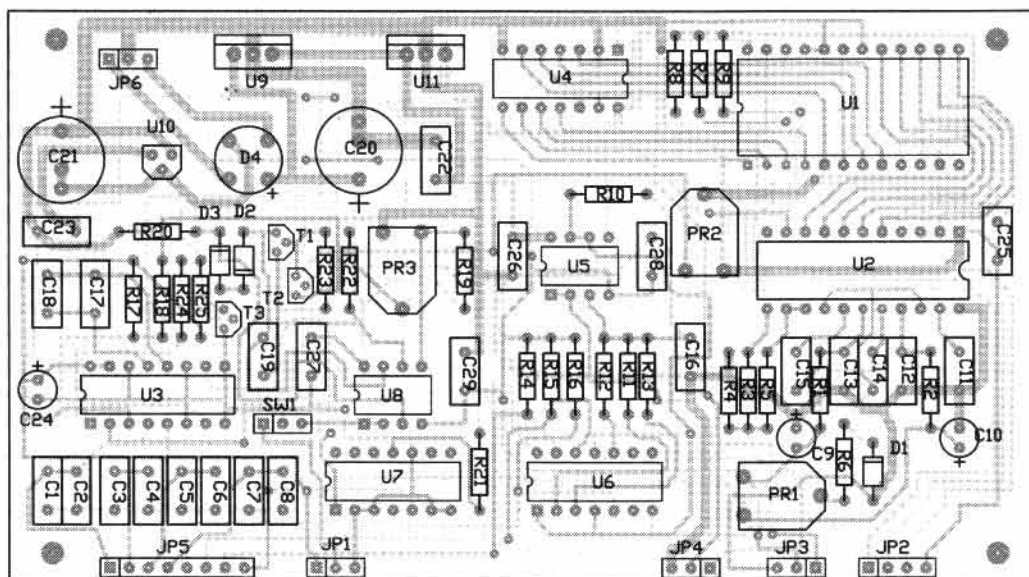 JP6
U9
U11
U4
R8
R7
R9
U1
C21
U10
D4
C20
C22
R10
C23
R20
D3
D2
T1
R23
R22
PR3
R19
C26
U5
C28
PR2
U2
C25
C18
C17
R17
R18
R24
R25
T2
T3
C19
C27
C29
R14
R15
R16
R12
R11
R13
C16
R4
R3
R5
C15
R1
C13
C14
C12
R2
C11
C24
U3
SW1
U8
C9
R6
D1
C10
C1
C2
C3
C4
C5
C6
C7
C8
U7
R21
U6
PR1
JP5
JP1
JP4
JP3
JP2